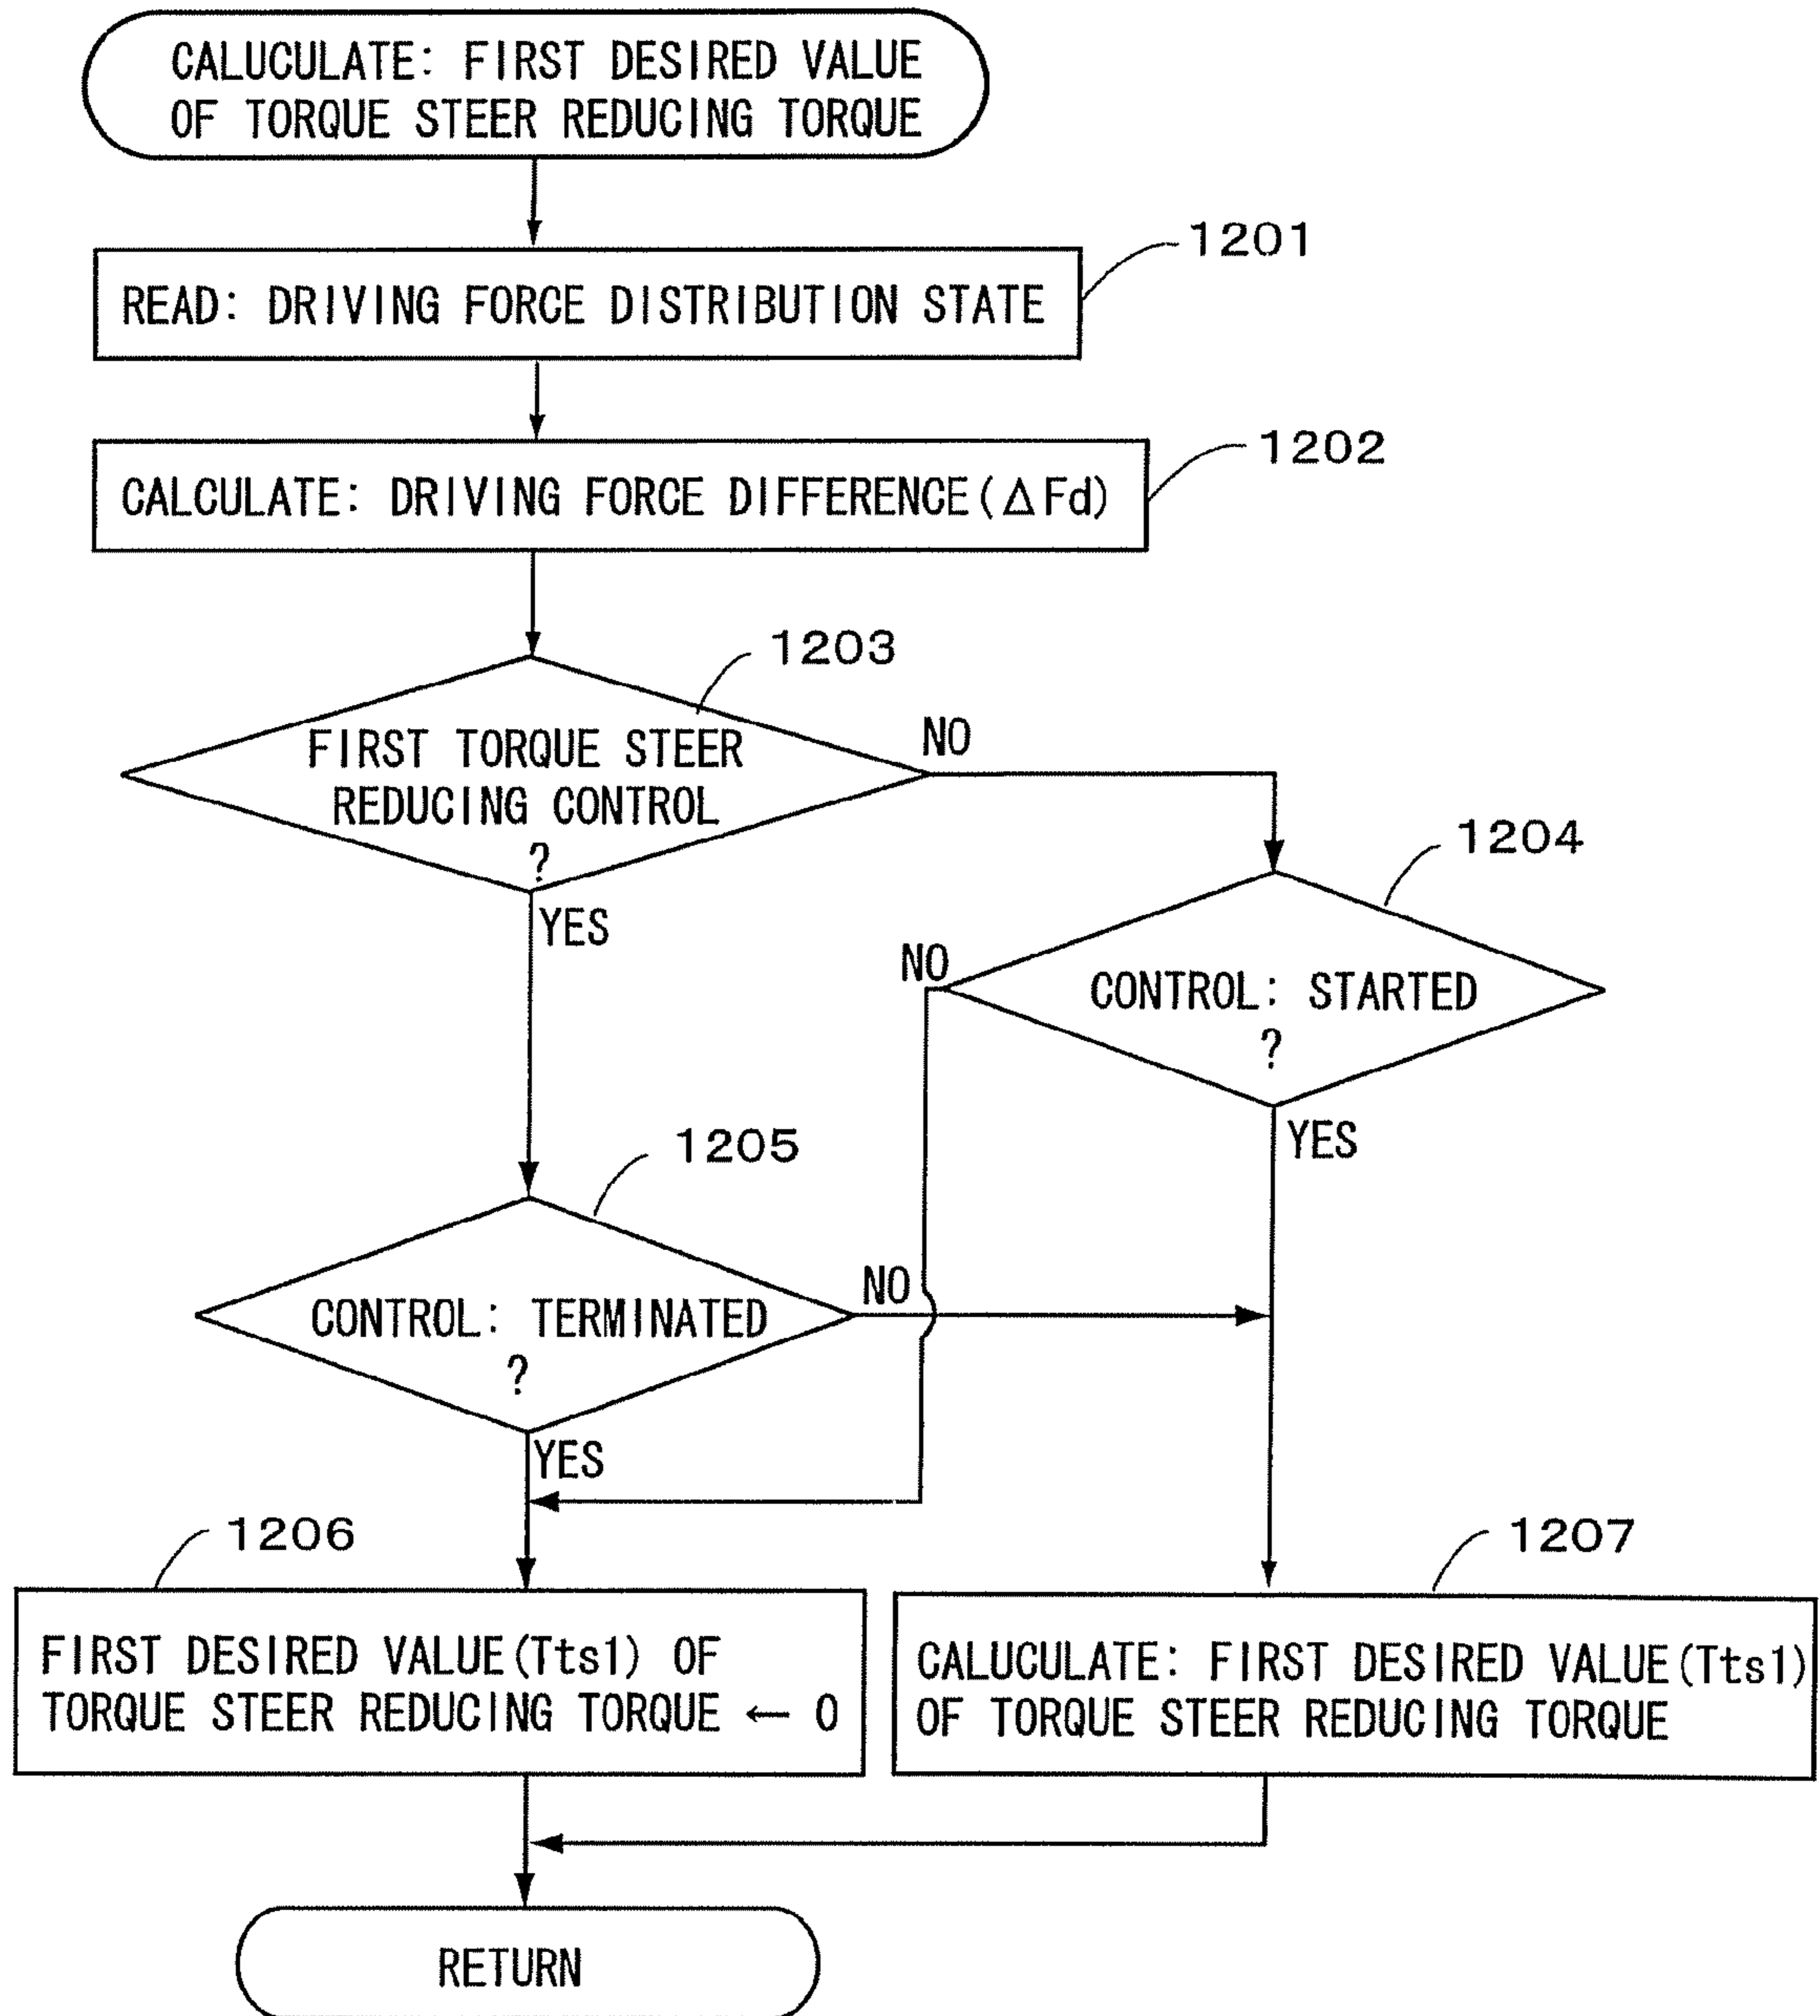 CALUCULATE: FIRST DESIRED VALUE
OF TORQUE STEER REDUCING TORQUE
1201
READ: DRIVING FORCE DISTRIBUTION STATE
1202
CALCULATE: DRIVING FORCE DIFFERENCE(ΔFd)
1203
FIRST TORQUE STEER
REDUCING CONTROL
?
NO
YES
1204
CONTROL: STARTED
?
NO
YES
1205
CONTROL: TERMINATED
?
NO
YES
1206
FIRST DESIRED VALUE(Tts1) OF
TORQUE STEER REDUCING TORQUE ← 0
1207
CALUCULATE: FIRST DESIRED VALUE(Tts1)
OF TORQUE STEER REDUCING TORQUE
RETURN